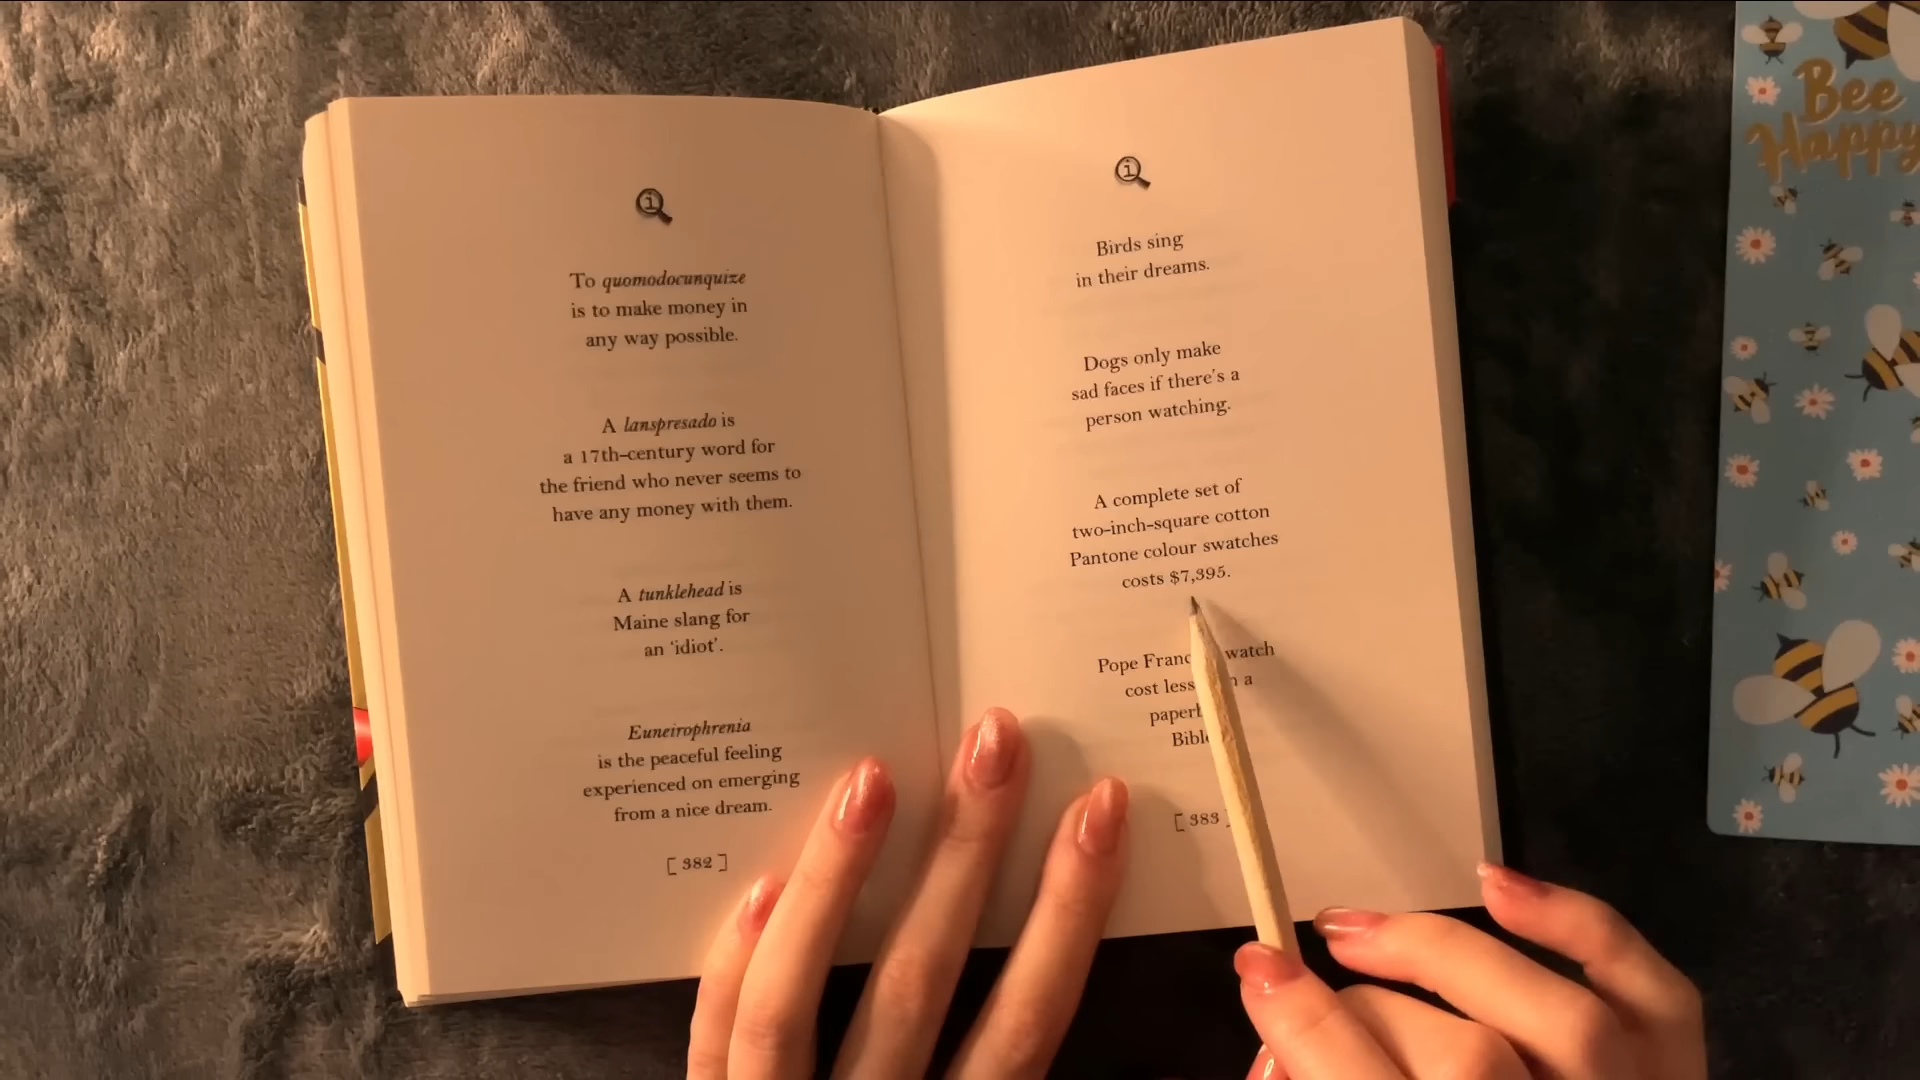 To quomodocunquize
is to make money in
any way possible.
A lanspresado is
a 17th-century word for
the friend who never seems to
have any money with them.
A tunklehead is
Maine slang for
an ‘idiot’.
Euneirophrenia
is the peaceful feeling
experienced on emerging
from a nice dream.
[ 382 ]
Birds sing
in their dreams.
Dogs only make
sad faces if there’s a
person watching.
A complete set of
two-inch-square cotton
Pantone colour swatches
costs $7,395.
Pope watch
cost less a
[ 383 ]
Bee
Happy